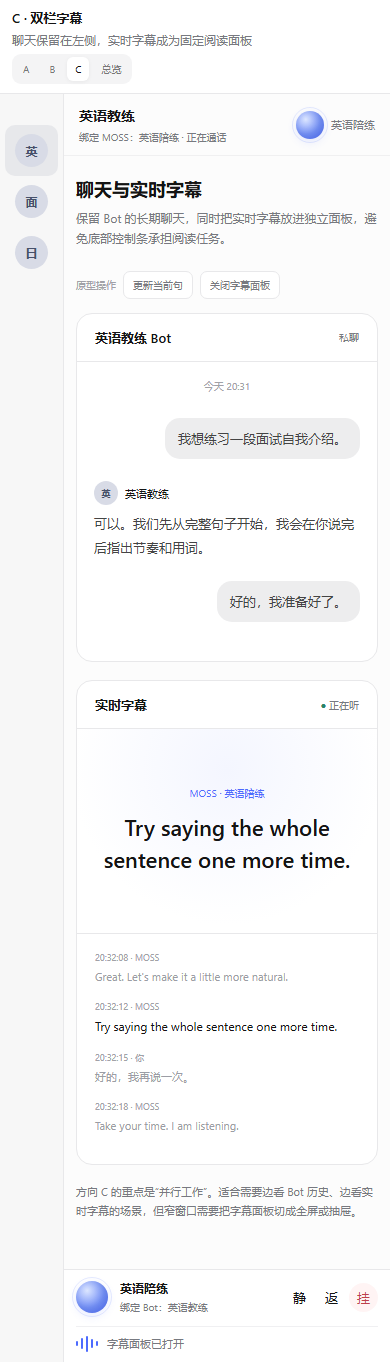 C · 双栏字幕
聊天保留在左侧，实时字幕成为固定阅读面板
A B C 总览
英
面
日
英语教练
绑定 MOSS：英语陪练 · 正在通话
英语陪练
聊天与实时字幕
保留 Bot 的长期聊天，同时把实时字幕放进独立面板，避
免底部控制条承担阅读任务。
原型操作 更新当前句 关闭字幕面板
英语教练 Bot 私聊
今天 20:31
我想练习一段面试自我介绍。
英 英语教练
可以。我们先从完整句子开始，我会在你说完
后指出节奏和用词。
好的，我准备好了。
实时字幕 正在听
MOSS · 英语陪练
Try saying the whole
sentence one more time.
20:32:08 · MOSS
Great. Let's make it a little more natural.
20:32:12 · MOSS
Try saying the whole sentence one more time.
20:32:15 · 你
好的，我再说一次。
20:32:18 · MOSS
Take your time. I am listening.
方向 C 的重点是“并行工作”。适合需要边看 Bot 历史、边看实
时字幕的场景，但窄窗口需要把字幕面板切成全屏或抽屉。
英语陪练
绑定 Bot：英语教练
静 返 挂
字幕面板已打开